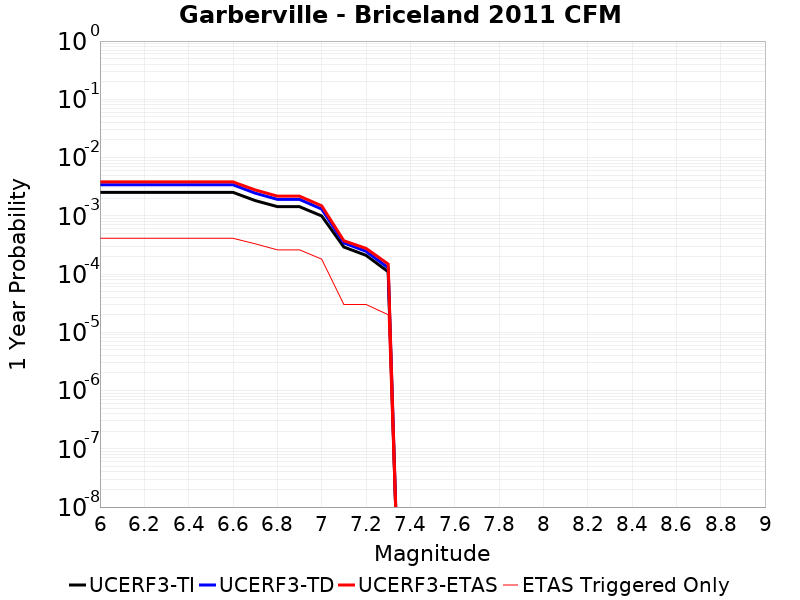 Garberville - Briceland 2011 CFM
10^0
10^-1
10^-2
10^-3
10^-4
10^-5
10^-6
10^-7
10^-8
1 Year Probability
6 6.2 6.4 6.6 6.8 7 7.2 7.4 7.6 7.8 8 8.2 8.4 8.6 8.8 9
Magnitude
UCERF3-TI UCERF3-TD UCERF3-ETAS ETAS Triggered Only